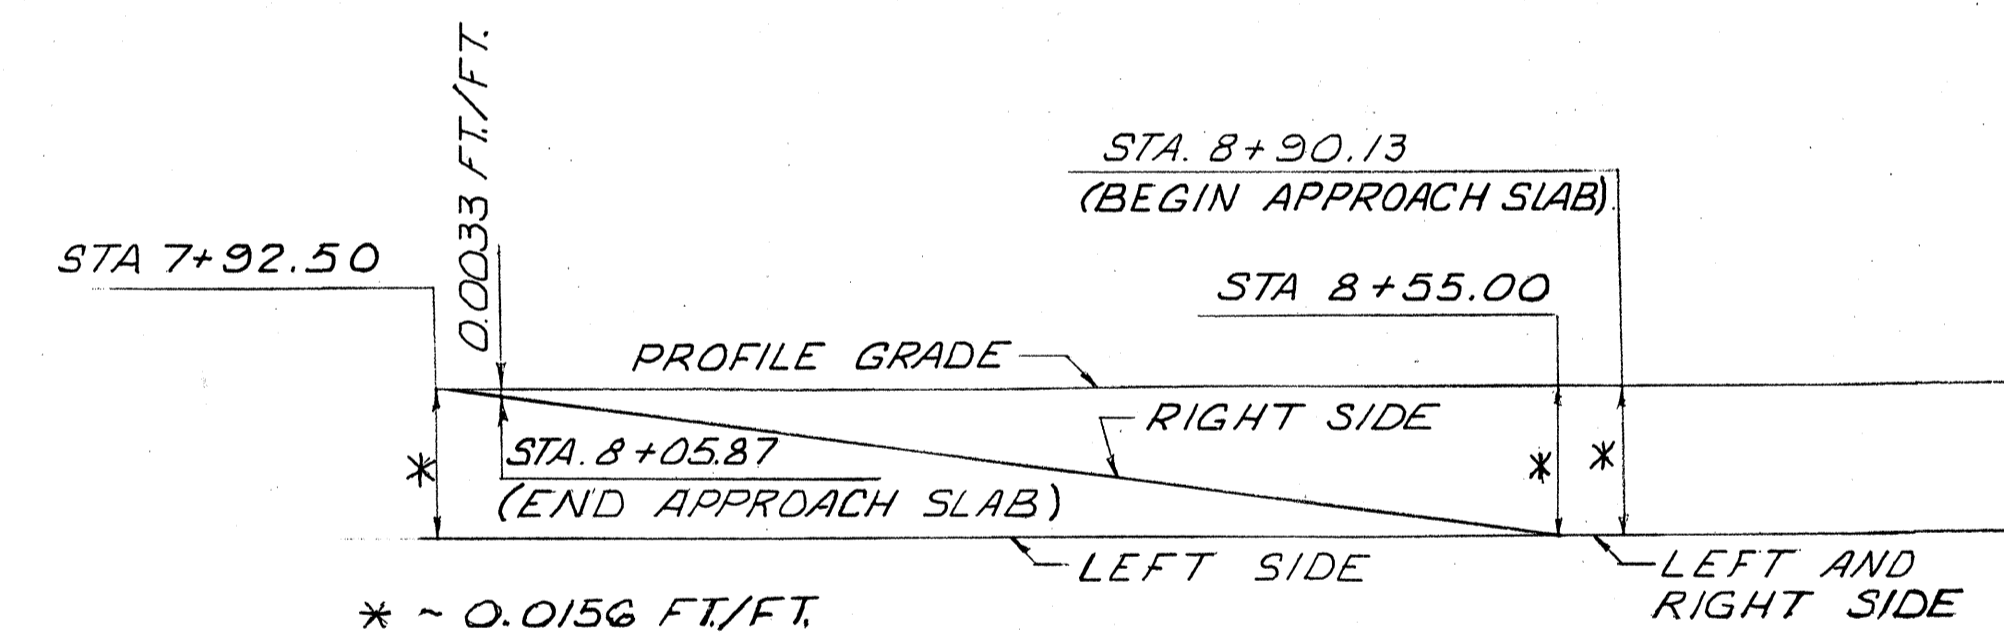 0.0033 FT./FT.
STA. 8+90.13
(BEGIN APPROACH SLAB)
STA 7+92.50
STA 8+55.00
PROFILE GRADE
RIGHT SIDE
* * *
STA. 8+05.87
(END APPROACH SLAB)
LEFT SIDE
LEFT AND
RIGHT SIDE
* ~ 0.0156 FT./FT.